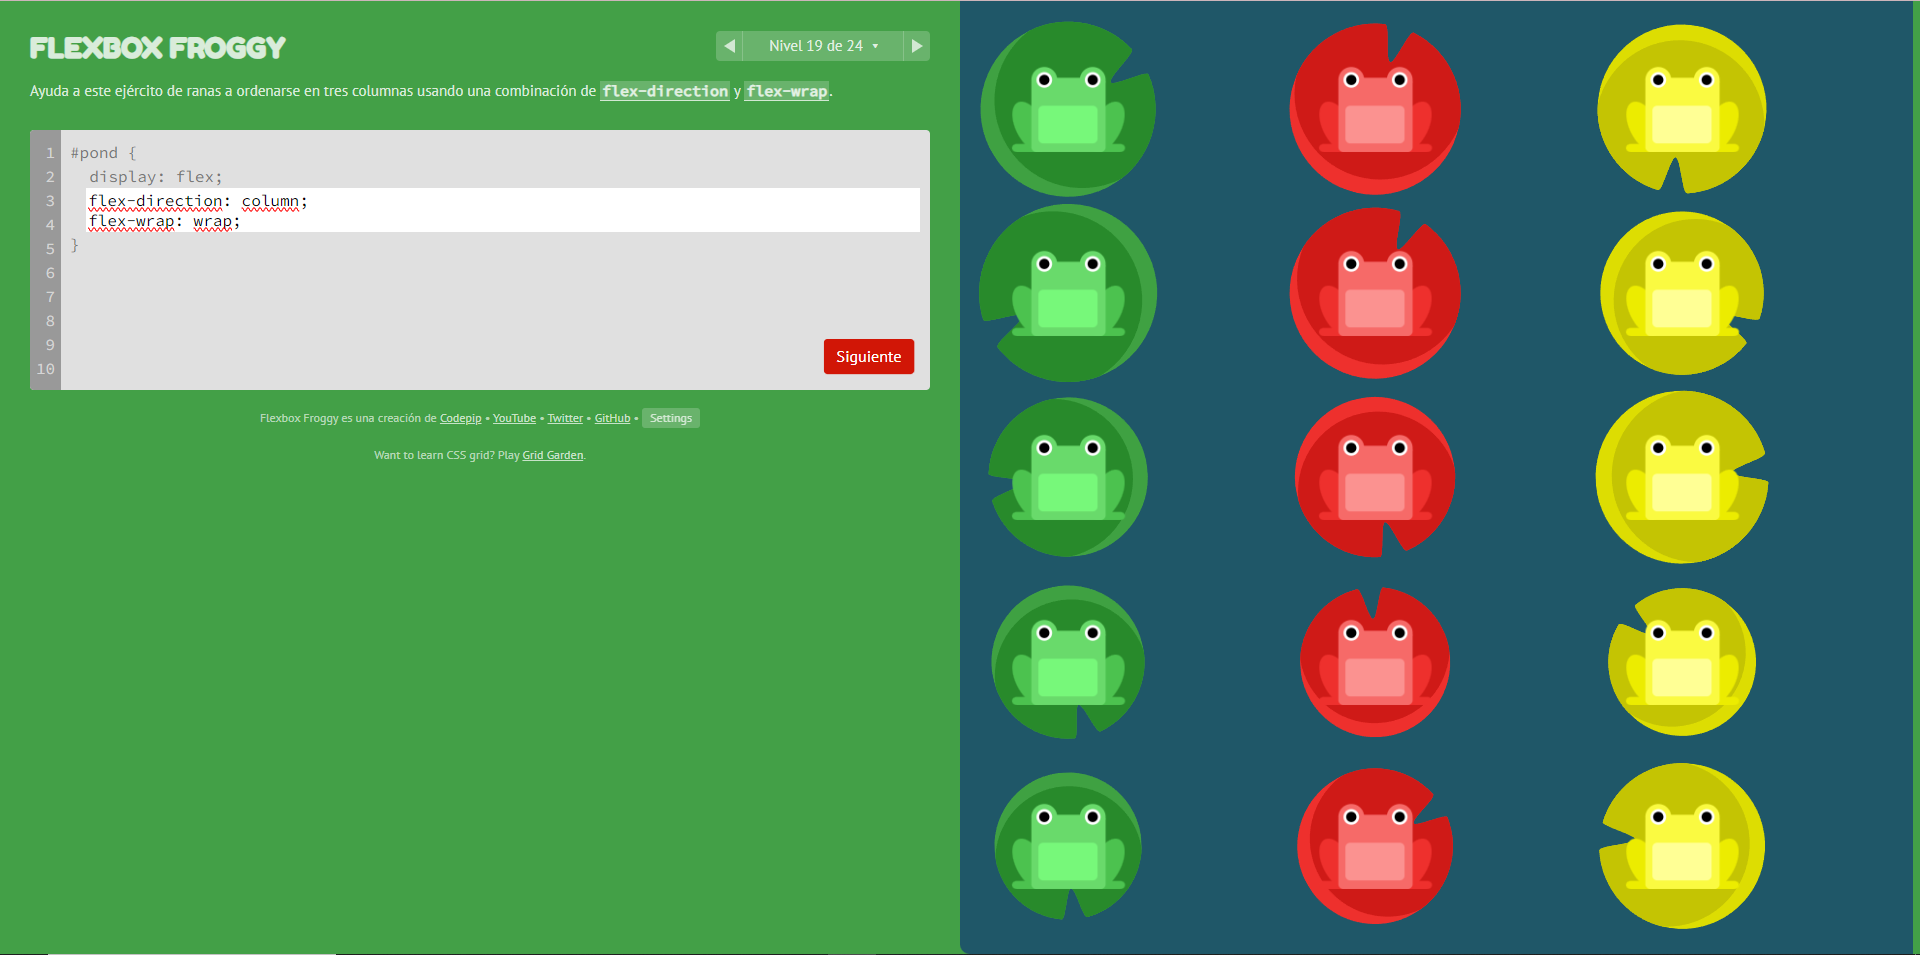 FLEXBOX FROGGY
◀ Nivel 19 de 24 ▾ ▶
Ayuda a este ejército de ranas a ordenarse en tres columnas usando una combinación de flex-direction y flex-wrap.
1 #pond {
2 display: flex;
3 flex-direction: column;
4 flex-wrap: wrap;
5 }
6
7
8
9
10
Siguiente
Flexbox Froggy es una creación de Codepip • YouTube • Twitter • GitHub • Settings
Want to learn CSS grid? Play Grid Garden.